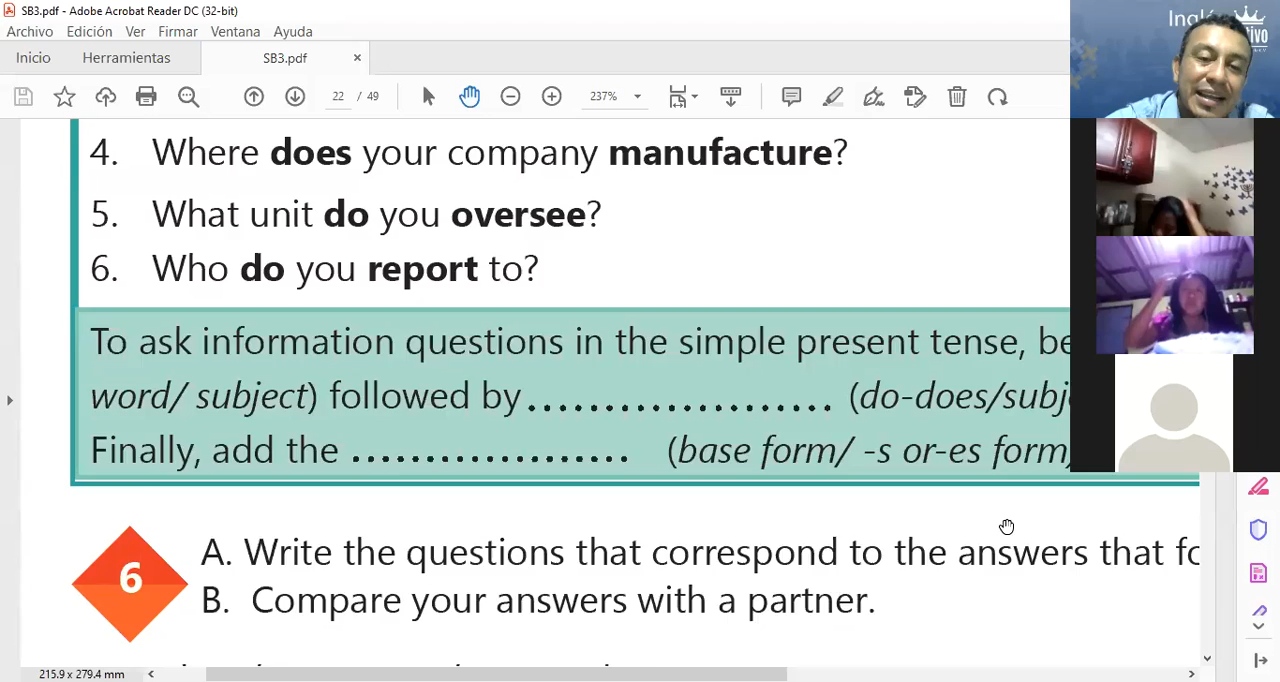 SB3.pdf - Adobe Acrobat Reader DC (32-bit)
Archivo Edición Ver Firmar Ventana Ayuda
Inicio Herramientas SB3.pdf ×
22 / 49 237%
4. Where does your company manufacture?
5. What unit do you oversee?
6. Who do you report to?
To ask information questions in the simple present tense, be
word/ subject) followed by .................... (do-does/subj
Finally, add the .................... (base form/ -s or-es form)
6
A. Write the questions that correspond to the answers that fo
B. Compare your answers with a partner.
215.9 x 279.4 mm